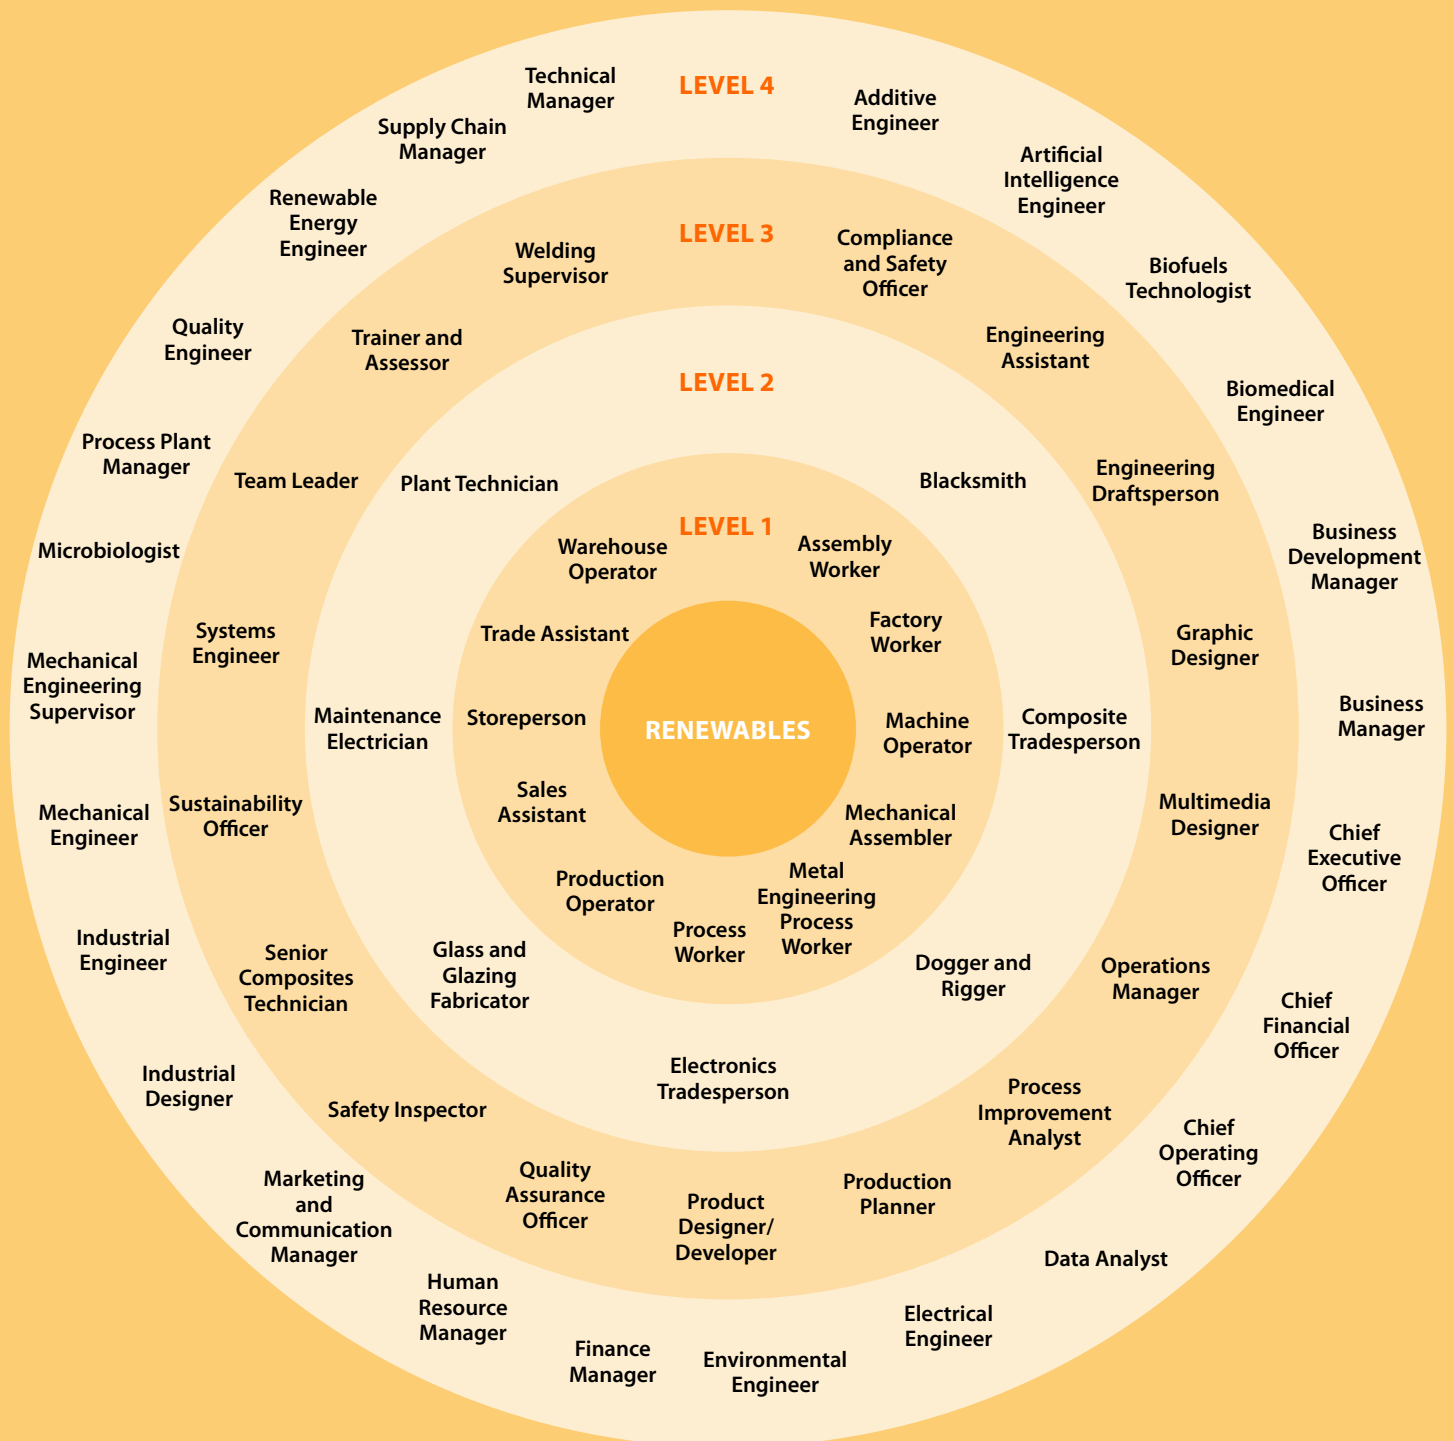 LEVEL 4
Additive
Engineer
Artificial
Intelligence
Engineer
Biofuels
Technologist
Biomedical
Engineer
Business
Development
Manager
Business
Manager
Chief
Executive
Officer
Chief
Financial
Officer
Chief
Operating
Officer
Data Analyst
Electrical
Engineer
Environmental
Engineer
Finance
Manager
Human
Resource
Manager
Marketing
and
Communication
Manager
Industrial
Designer
Industrial
Engineer
Mechanical
Engineer
Mechanical
Engineering
Supervisor
Microbiologist
Process Plant
Manager
Quality
Engineer
Renewable
Energy
Engineer
Supply Chain
Manager
Technical
Manager
LEVEL 3
Compliance
and Safety
Officer
Engineering
Assistant
Engineering
Draftsperson
Graphic
Designer
Multimedia
Designer
Operations
Manager
Process
Improvement
Analyst
Production
Planner
Product
Designer/
Developer
Quality
Assurance
Officer
Safety Inspector
Senior
Composites
Technician
Sustainability
Officer
Systems
Engineer
Team Leader
Trainer and
Assessor
Welding
Supervisor
LEVEL 2
Blacksmith
Composite
Tradesperson
Dogger and
Rigger
Electronics
Tradesperson
Glass and
Glazing
Fabricator
Maintenance
Electrician
Plant Technician
LEVEL 1
Assembly
Worker
Factory
Worker
Machine
Operator
Mechanical
Assembler
Metal
Engineering
Process
Worker
Process
Worker
Production
Operator
Sales
Assistant
Storeperson
Trade Assistant
Warehouse
Operator
RENEWABLES